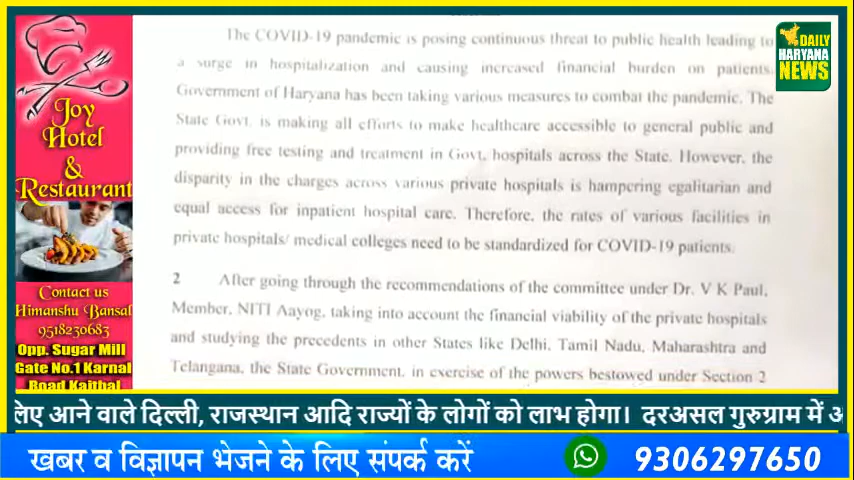 Joy
Hotel
&
Restaurant
Contact us
Himanshu Bansal
9518230683
Opp. Sugar Mill
Gate No.1 Karnal
Road Kaithal
DAILY
HARYANA
NEWS
The COVID-19 pandemic is posing continuous threat to public health leading to
a surge in hospitalization and causing increased financial burden on patients.
Government of Haryana has been taking various measures to combat the pandemic. The
State Govt. is making all efforts to make healthcare accessible to general public and
providing free testing and treatment in Govt. hospitals across the State. However, the
disparity in the charges across various private hospitals is hampering egalitarian and
equal access for inpatient hospital care. Therefore, the rates of various facilities in
private hospitals/ medical colleges need to be standardized for COVID-19 patients.
2 After going through the recommendations of the committee under Dr. V K Paul,
Member, NITI Aayog, taking into account the financial viability of the private hospitals
and studying the precedents in other States like Delhi, Tamil Nadu, Maharashtra and
Telangana, the State Government, in exercise of the powers bestowed under Section 2
लिए आने वाले दिल्ली, राजस्थान आदि राज्यों के लोगों को लाभ होगा। दरअसल गुरुग्राम में
खबर व विज्ञापन भेजने के लिए संपर्क करें
9306297650